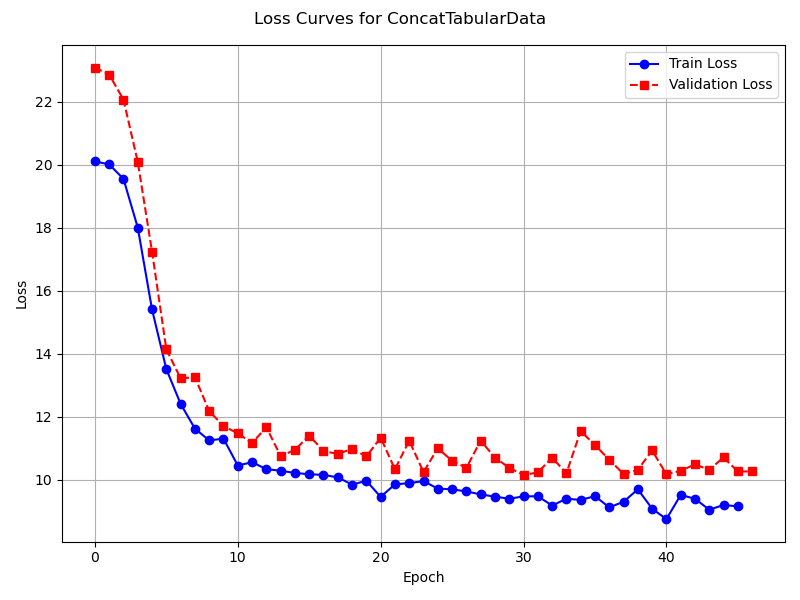 Loss Curves for ConcatTabularData
Train Loss
Validation Loss
22
20
18
16
14
12
10
Loss
0 10 20 30 40
Epoch